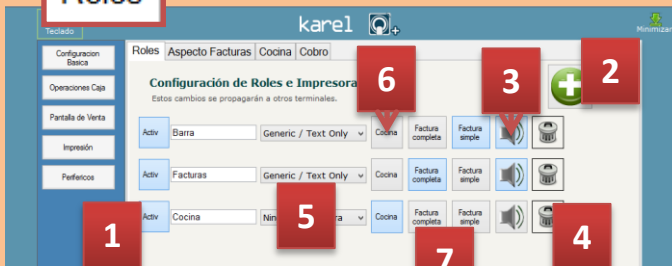 Roles
Teclado
karel
Minimizar
Roles Aspecto Facturas Cocina Cobro
Configuracion Basica
Operaciones Caja
Pantalla de Venta
Impresión
Perifericos
Configuración de Roles e Impresora
Estos cambios se propagarán a otros terminales.
6
3
2
Activ Barra Generic / Text Only Cocina Factura completa Factura simple
Activ Facturas Generic / Text Only Cocina Factura completa Factura simple
Activ Cocina Cocina Factura completa Factura simple
1
5
7
4